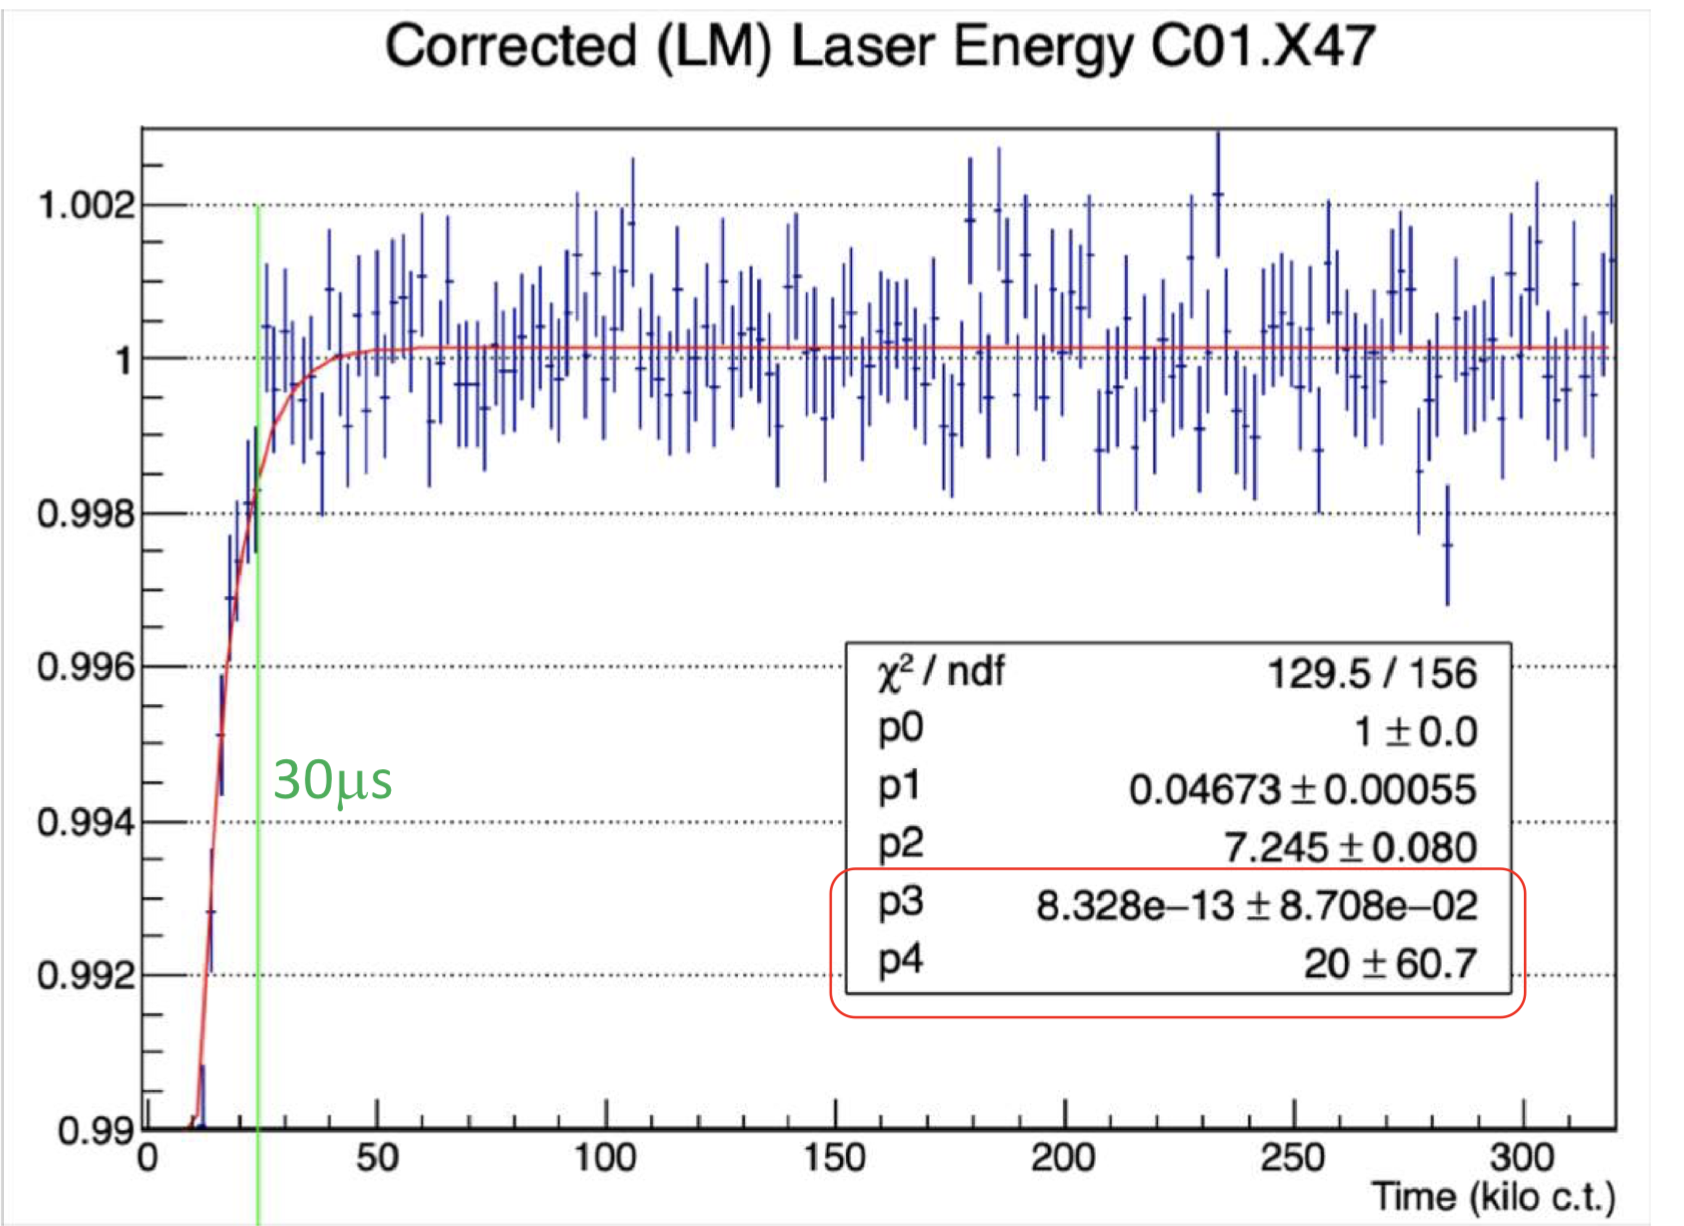 Corrected (LM) Laser Energy C01.X47
1.002
1
0.998
0.996
0.994
0.992
0.99
30μs
χ² / ndf 129.5 / 156
p0 1 ± 0.0
p1 0.04673 ± 0.00055
p2 7.245 ± 0.080
p3 8.328e−13 ± 8.708e−02
p4 20 ± 60.7
0 50 100 150 200 250 300
Time (kilo c.t.)